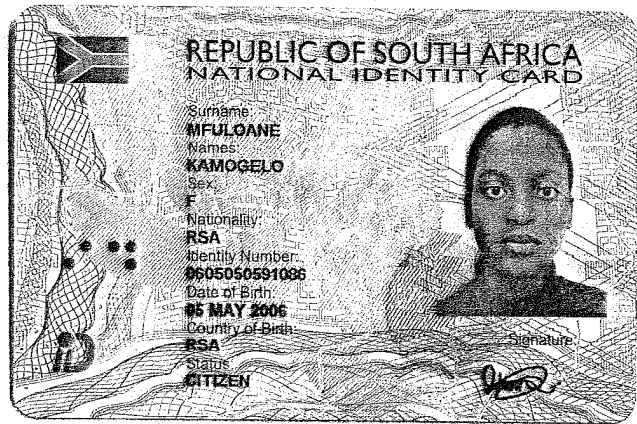 REPUBLIC OF SOUTH AFRICA
NATIONAL IDENTITY CARD
Surname:
MFULOANE
Names:
KAMOGELO
Sex:
F
Nationality:
RSA
Identity Number:
0605050591086
Date of Birth:
05 MAY 2006
Country of Birth:
RSA
Status:
CITIZEN
Signature: